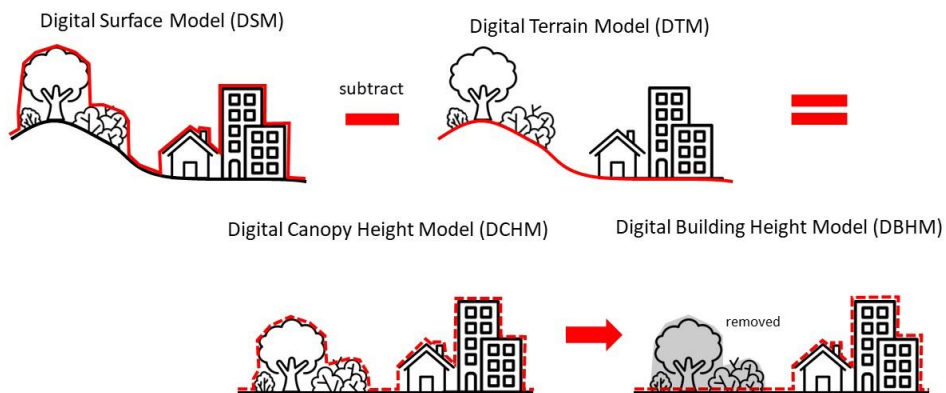 Digital Surface Model (DSM)
Digital Terrain Model (DTM)
subtract
Digital Canopy Height Model (DCHM)
Digital Building Height Model (DBHM)
removed